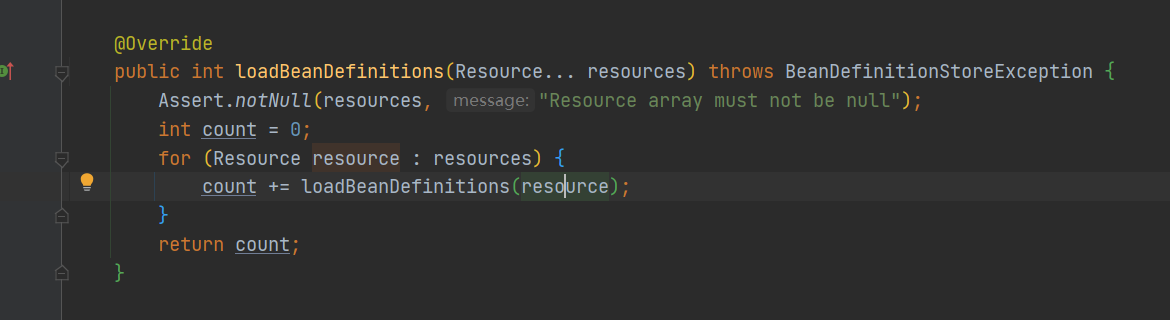 @Override
public int loadBeanDefinitions(Resource... resources) throws BeanDefinitionStoreException {
Assert.notNull(resources, message: "Resource array must not be null");
int count = 0;
for (Resource resource : resources) {
count += loadBeanDefinitions(resource);
}
return count;
}